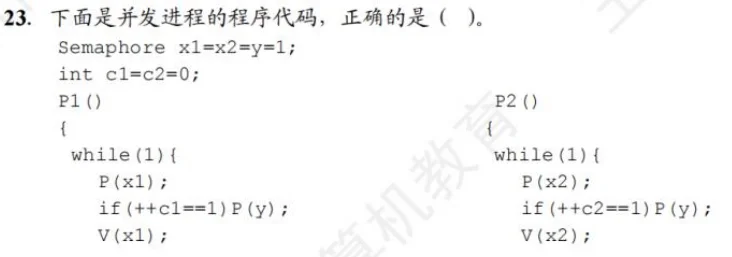 23. 下面是并发进程的程序代码，正确的是（ ）。
Semaphore x1=x2=y=1;
int c1=c2=0;
P1() P2()
{ {
while(1){ while(1){
P(x1); P(x2);
if(++c1==1)P(y); if(++c2==1)P(y);
V(x1); V(x2);
算机教育